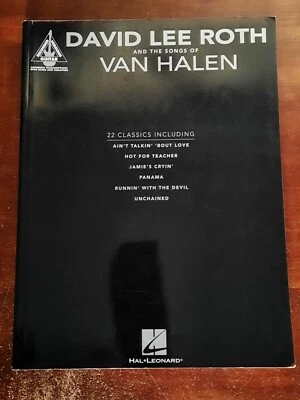 DAVID LEE ROTH
AND THE SONGS OF
VAN HALEN
GUITAR
22 CLASSICS INCLUDING
AIN'T TALKIN' 'BOUT LOVE
HOT FOR TEACHER
JAMIE'S CRYIN'
PANAMA
RUNNIN' WITH THE DEVIL
UNCHAINED
HAL•LEONARD®